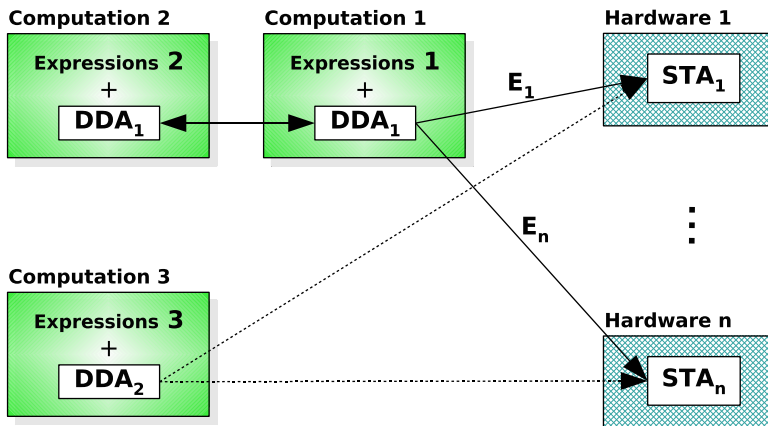 Computation 2
Expressions 2
+
DDA₁
Computation 1
Expressions 1
+
DDA₁
E₁
Eₙ
Hardware 1
STA₁
⋮
Computation 3
Expressions 3
+
DDA₂
Hardware n
STAₙ